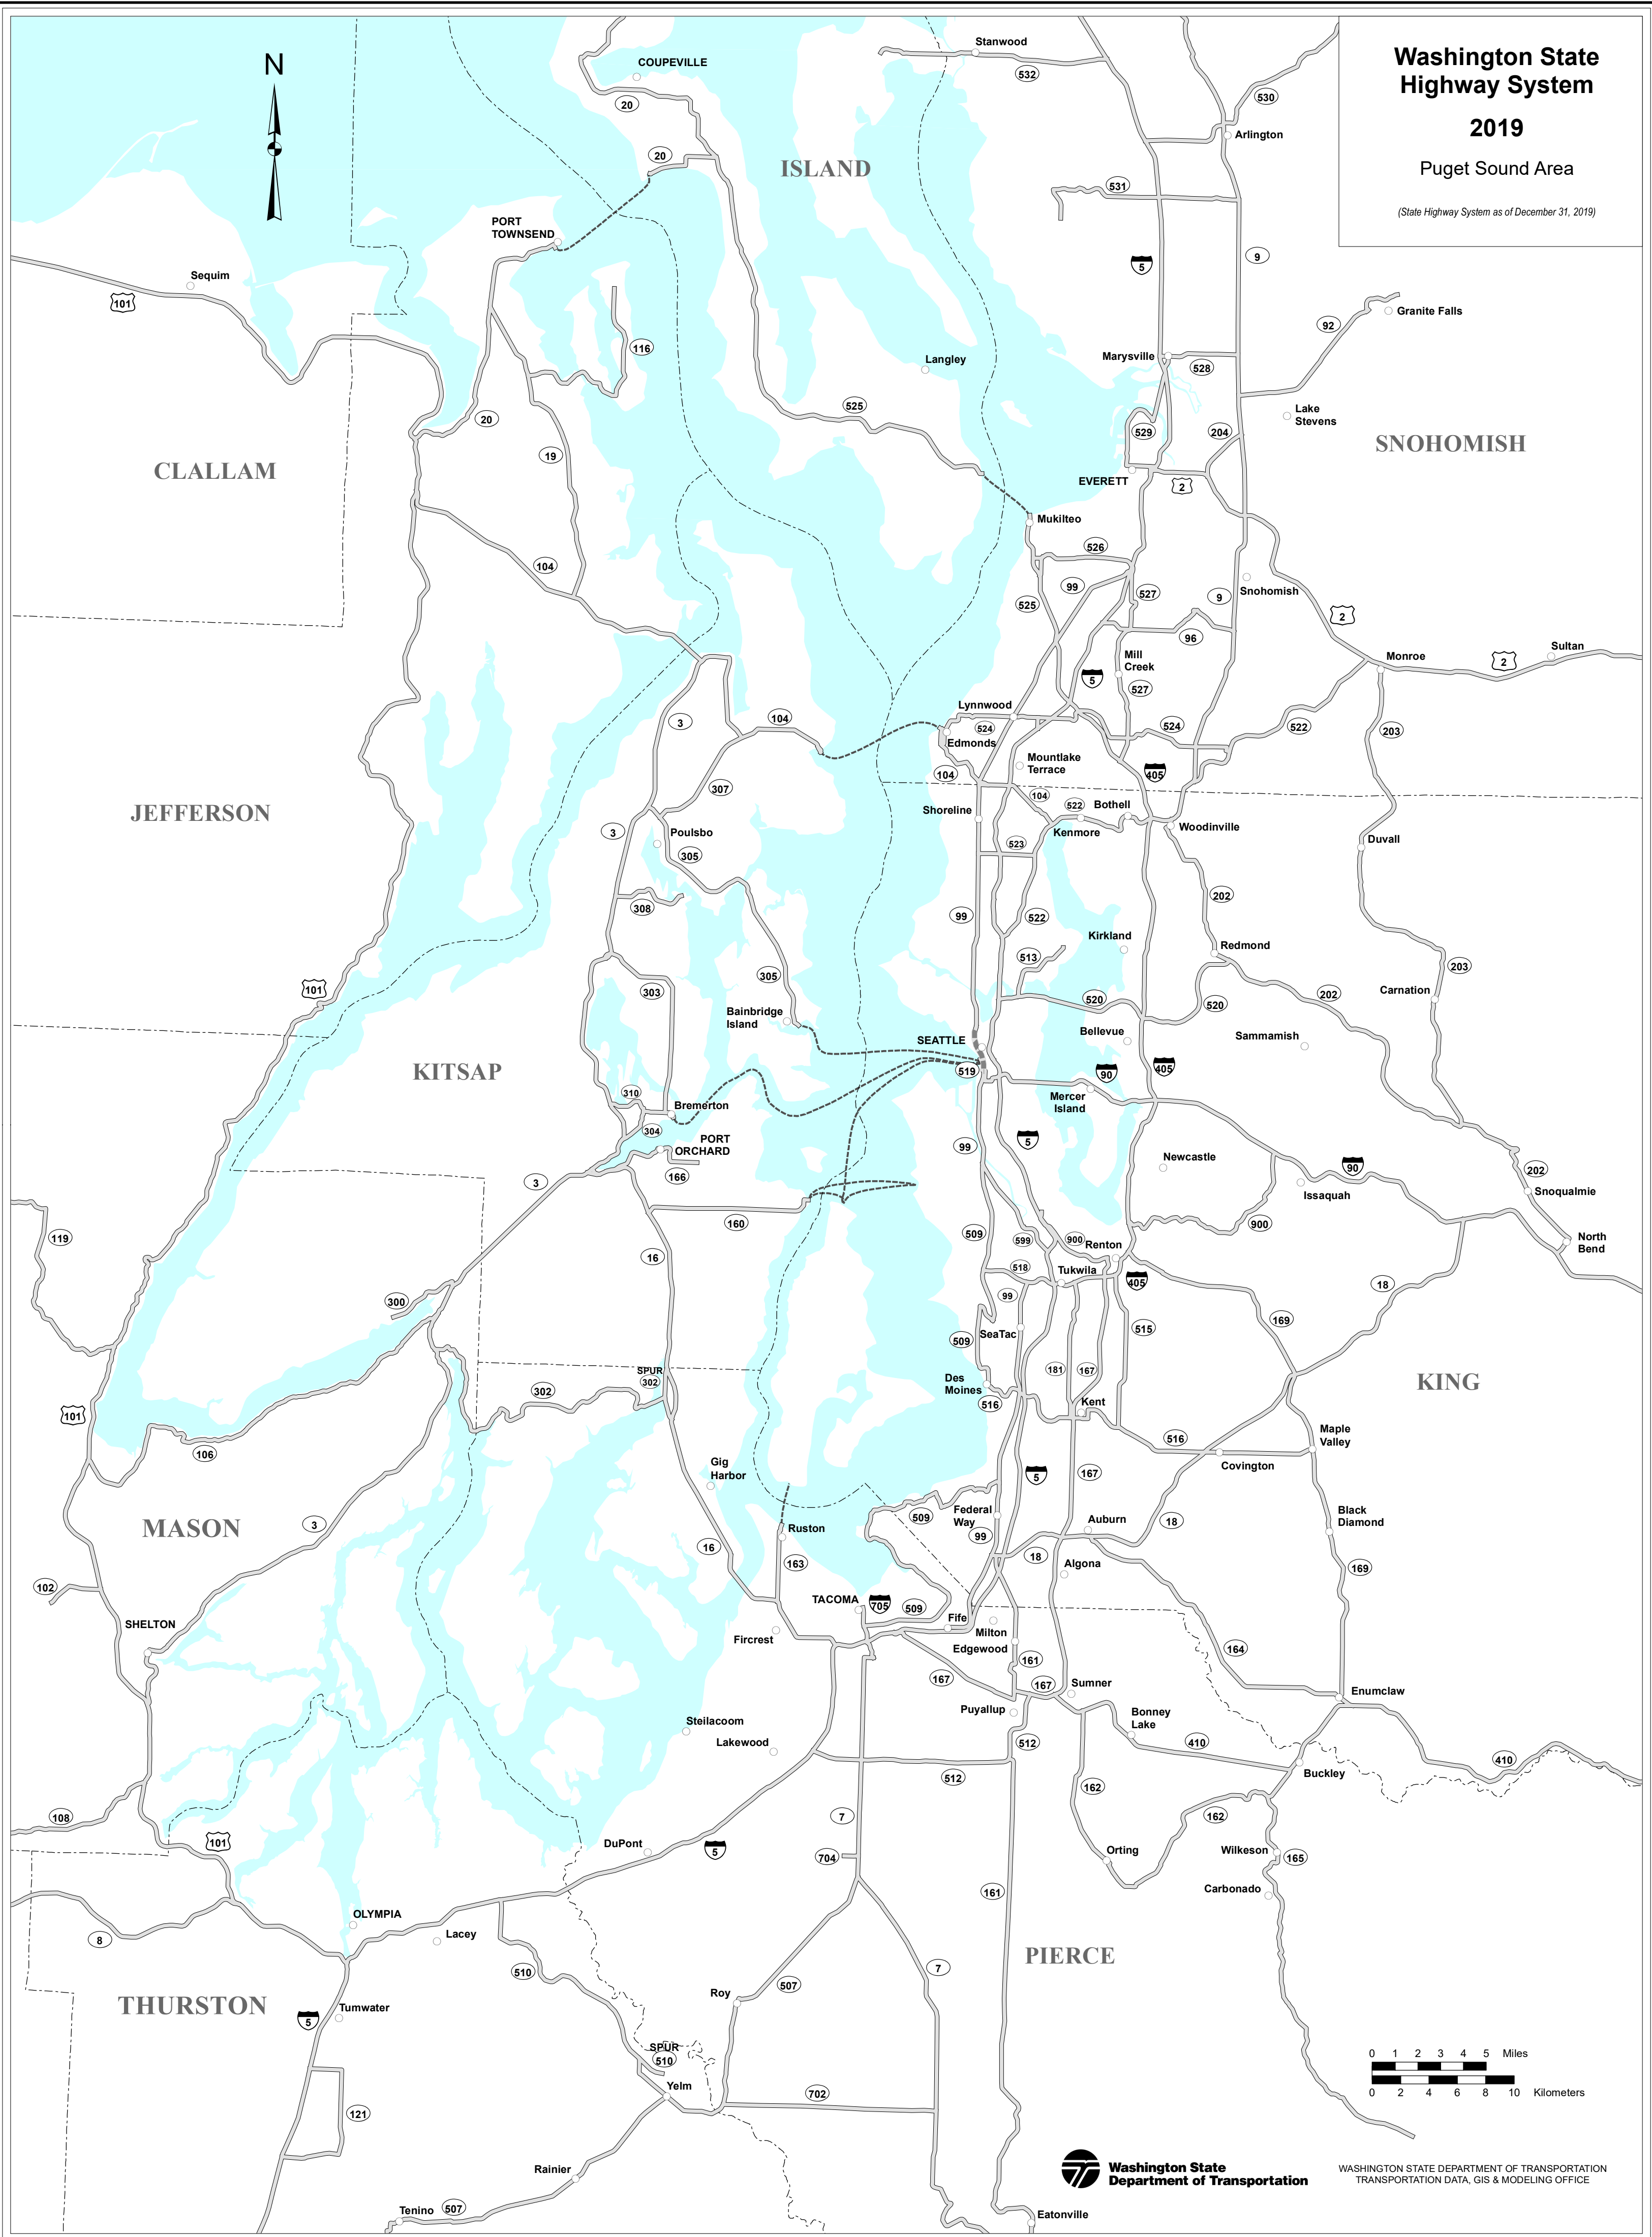 Washington State
Highway System
2019
Puget Sound Area
(State Highway System as of December 31, 2019)
N
COUPEVILLE
20
20
ISLAND
Stanwood
532
530
Arlington
531
5
9
PORT
TOWNSEND
Sequim
101
116
20
19
Langley
525
92
Granite Falls
Marysville
528
Lake
Stevens
529
204
SNOHOMISH
CLALLAM
EVERETT
2
Mukilteo
526
104
99
525
527
9
Snohomish
96
2
Mill
Creek
5
527
Monroe
2
Sultan
Lynnwood
3
104
524
Edmonds
524
522
203
Mountlake
Terrace
104
405
307
104
522
Bothell
JEFFERSON
Shoreline
Kenmore
Woodinville
3
Poulsbo
305
523
Duvall
308
99
522
202
Kirkland
Redmond
513
305
203
101
303
520
520
202
Carnation
Bainbridge
Island
SEATTLE
Bellevue
Sammamish
KITSAP
519
90
405
310
Bremerton
Mercer
Island
304
PORT
ORCHARD
99
5
Newcastle
90
166
3
202
Issaquah
Snoqualmie
160
119
509
599
900
900
Renton
North
Bend
16
518
Tukwila
405
18
300
99
169
509
SeaTac
515
SPUR
302
302
181
167
KING
Des
Moines
516
Kent
101
106
516
Maple
Valley
Covington
Gig
Harbor
5
167
MASON
3
509
Federal
Way
99
Auburn
18
Black
Diamond
Ruston
16
163
18
Algona
169
102
TACOMA
705
509
Fife
SHELTON
Fircrest
Milton
Edgewood
161
164
167
167
Sumner
Enumclaw
Puyallup
Bonney
Lake
Steilacoom
Lakewood
512
410
410
512
Buckley
108
7
162
162
101
DuPont
5
704
Orting
Wilkeson
165
161
Carbonado
OLYMPIA
Lacey
8
510
7
PIERCE
THURSTON
Roy
507
5
Tumwater
SPUR
510
Yelm
702
121
0 1 2 3 4 5 Miles
0 2 4 6 8 10 Kilometers
Rainier
Washington State
Department of Transportation
WASHINGTON STATE DEPARTMENT OF TRANSPORTATION
TRANSPORTATION DATA, GIS & MODELING OFFICE
Tenino
507
Eatonville